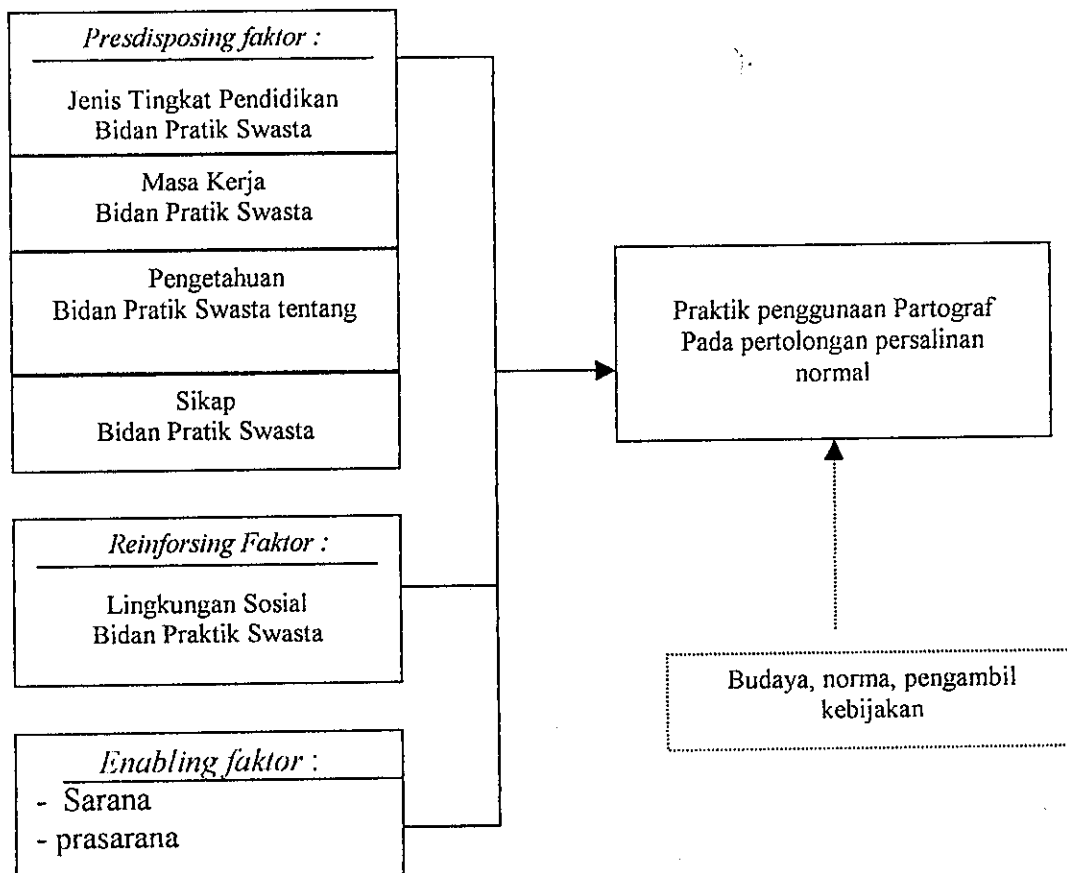 Presdisposing faktor :
Jenis Tingkat Pendidikan
Bidan Pratik Swasta
Masa Kerja
Bidan Pratik Swasta
Pengetahuan
Bidan Pratik Swasta tentang
Sikap
Bidan Pratik Swasta
Reinforsing Faktor :
Lingkungan Sosial
Bidan Praktik Swasta
Enabling faktor :
- Sarana
- prasarana
Praktik penggunaan Partograf
Pada pertolongan persalinan
normal
Budaya, norma, pengambil
kebijakan